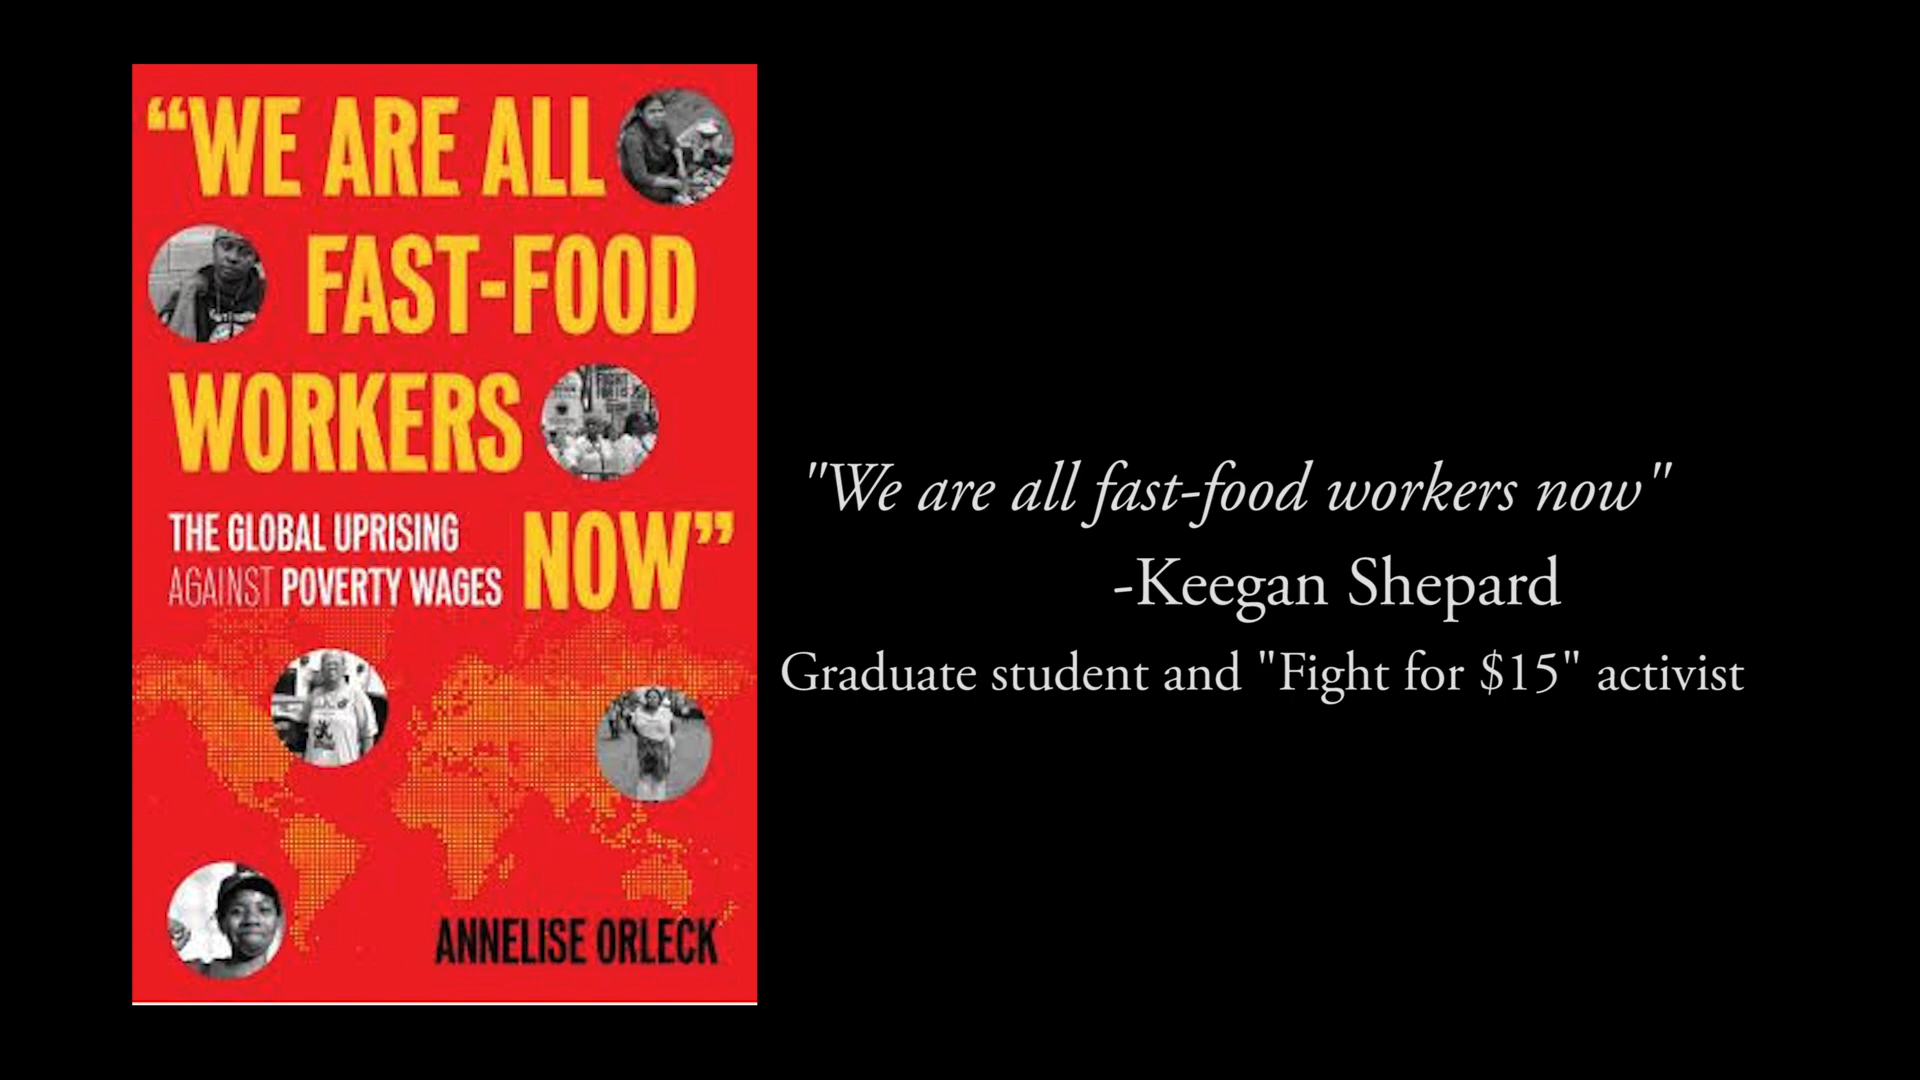 “WE ARE ALL
FAST-FOOD
WORKERS
NOW”
THE GLOBAL UPRISING
AGAINST POVERTY WAGES
ANNELISE ORLECK
"We are all fast-food workers now"
-Keegan Shepard
Graduate student and "Fight for $15" activist